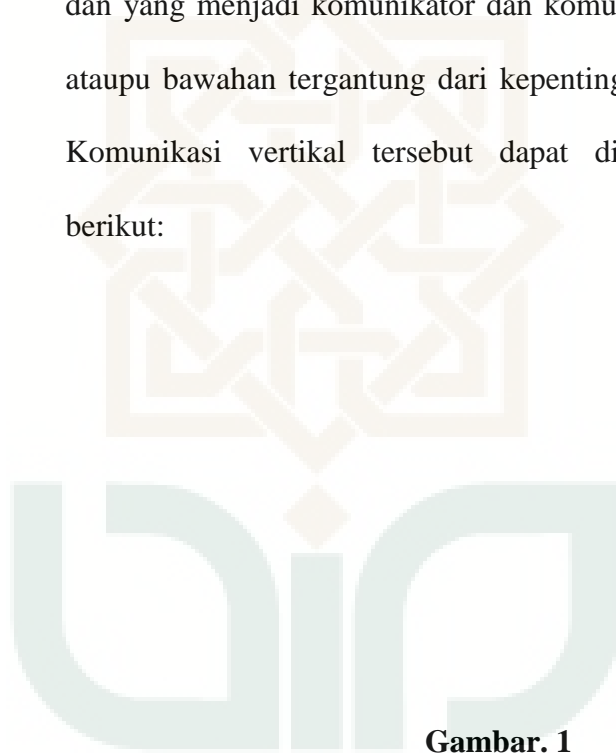 dan yang menjadi komunikator dan komu
ataupu bawahan tergantung dari kepenting
Komunikasi vertikal tersebut dapat di
berikut:
Gambar. 1